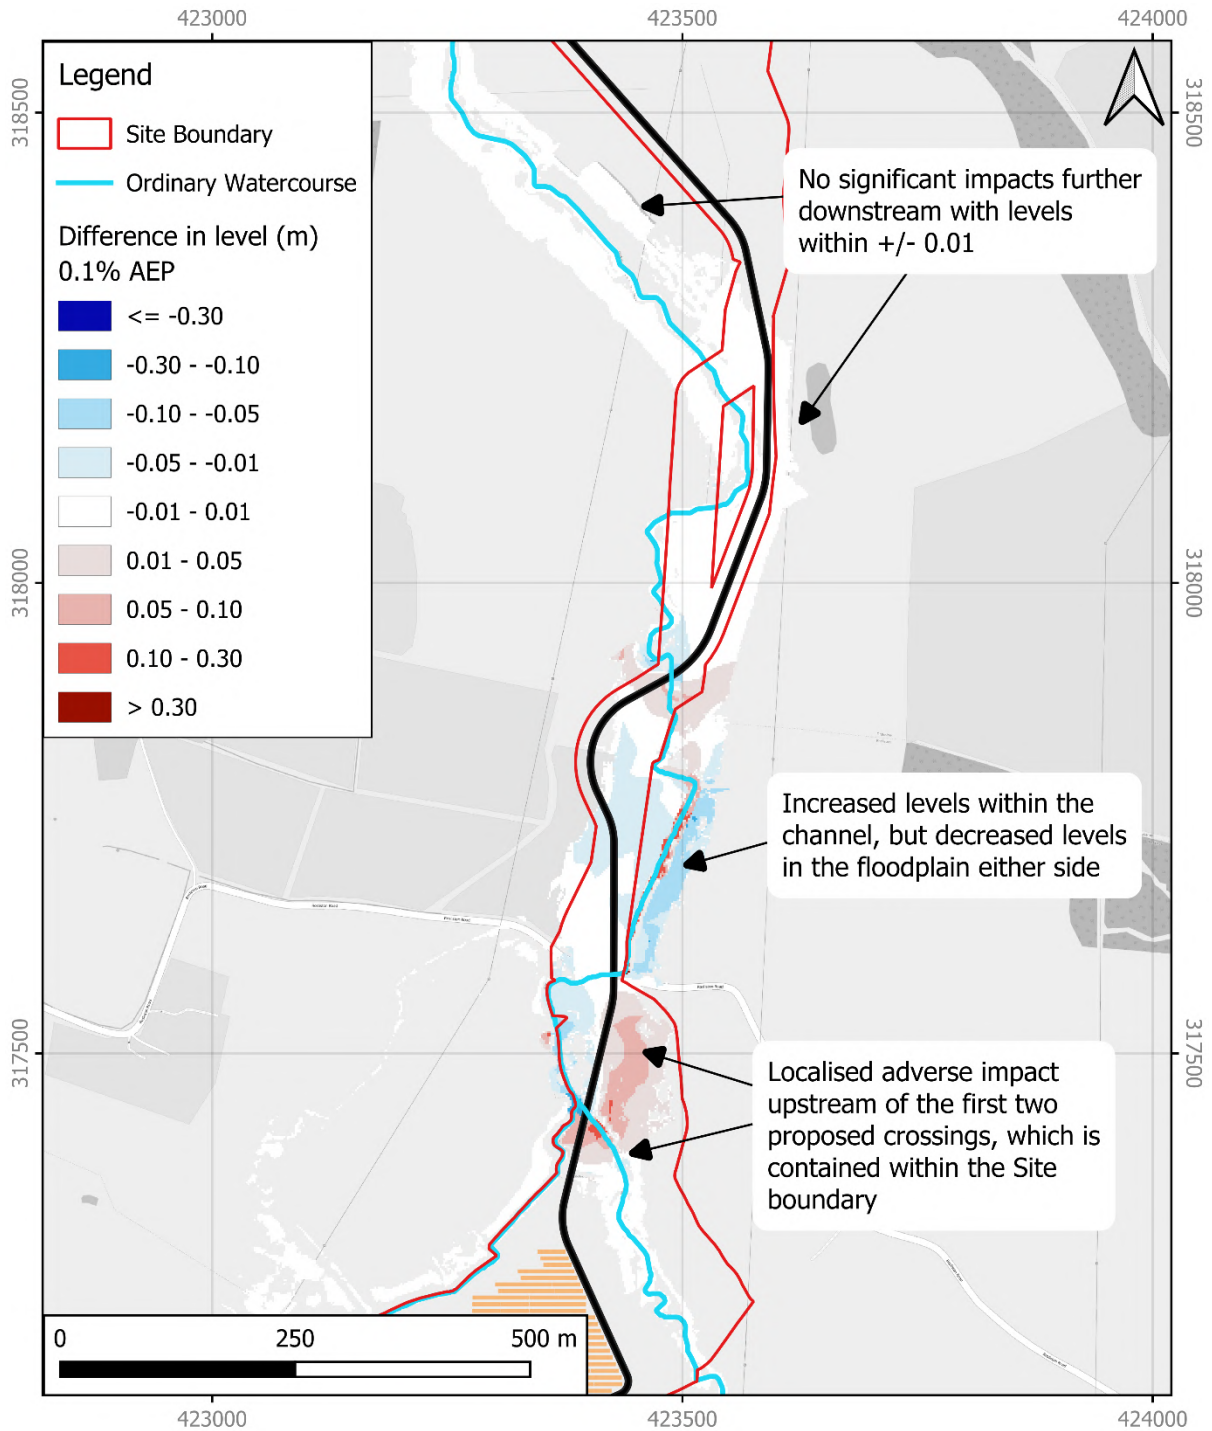 423000
423500
424000
318500
318500
Legend
Site Boundary
Ordinary Watercourse
Difference in level (m)
0.1% AEP
<= -0.30
-0.30 - -0.10
-0.10 - -0.05
-0.05 - -0.01
-0.01 - 0.01
0.01 - 0.05
0.05 - 0.10
0.10 - 0.30
> 0.30
No significant impacts further
downstream with levels
within +/- 0.01
318000
318000
Increased levels within the
channel, but decreased levels
in the floodplain either side
317500
317500
Localised adverse impact
upstream of the first two
proposed crossings, which is
contained within the Site
boundary
0
250
500 m
423000
423500
424000